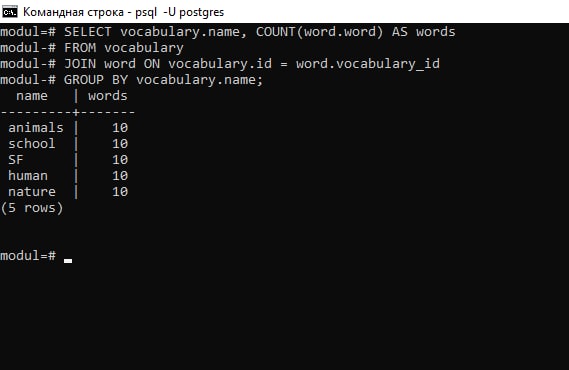 Командная строка - psql -U postgres
modul=# SELECT vocabulary.name, COUNT(word.word) AS words
modul-# FROM vocabulary
modul-# JOIN word ON vocabulary.id = word.vocabulary_id
modul-# GROUP BY vocabulary.name;
  name   | words
---------+-------
 animals |    10
 school  |    10
 SF      |    10
 human   |    10
 nature  |    10
(5 rows)
modul=#